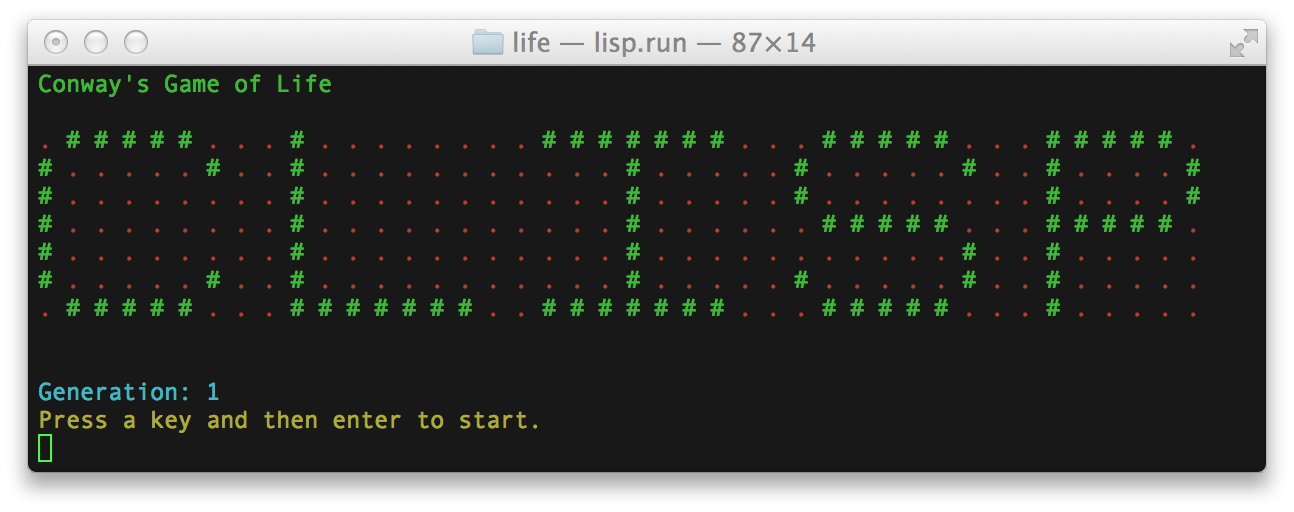 life — lisp.run — 87×14
Conway's Game of Life
. # # # # # . . . # . . . . . . . . # # # # # # # . . . # # # # # . . . # # # # # .
# . . . . . # . . # . . . . . . . . . . . # . . . . . # . . . . . # . . # . . . . #
# . . . . . . . . # . . . . . . . . . . . # . . . . . # . . . . . . . . # . . . . #
# . . . . . . . . # . . . . . . . . . . . # . . . . . . # # # # # . . . # # # # # .
# . . . . . . . . # . . . . . . . . . . . # . . . . . . . . . . . # . . # . . . . .
# . . . . . # . . # . . . . . . . . . . . # . . . . . # . . . . . # . . # . . . . .
. # # # # # . . . # # # # # # # . . # # # # # # # . . . # # # # # . . . # . . . . .
Generation: 1
Press a key and then enter to start.